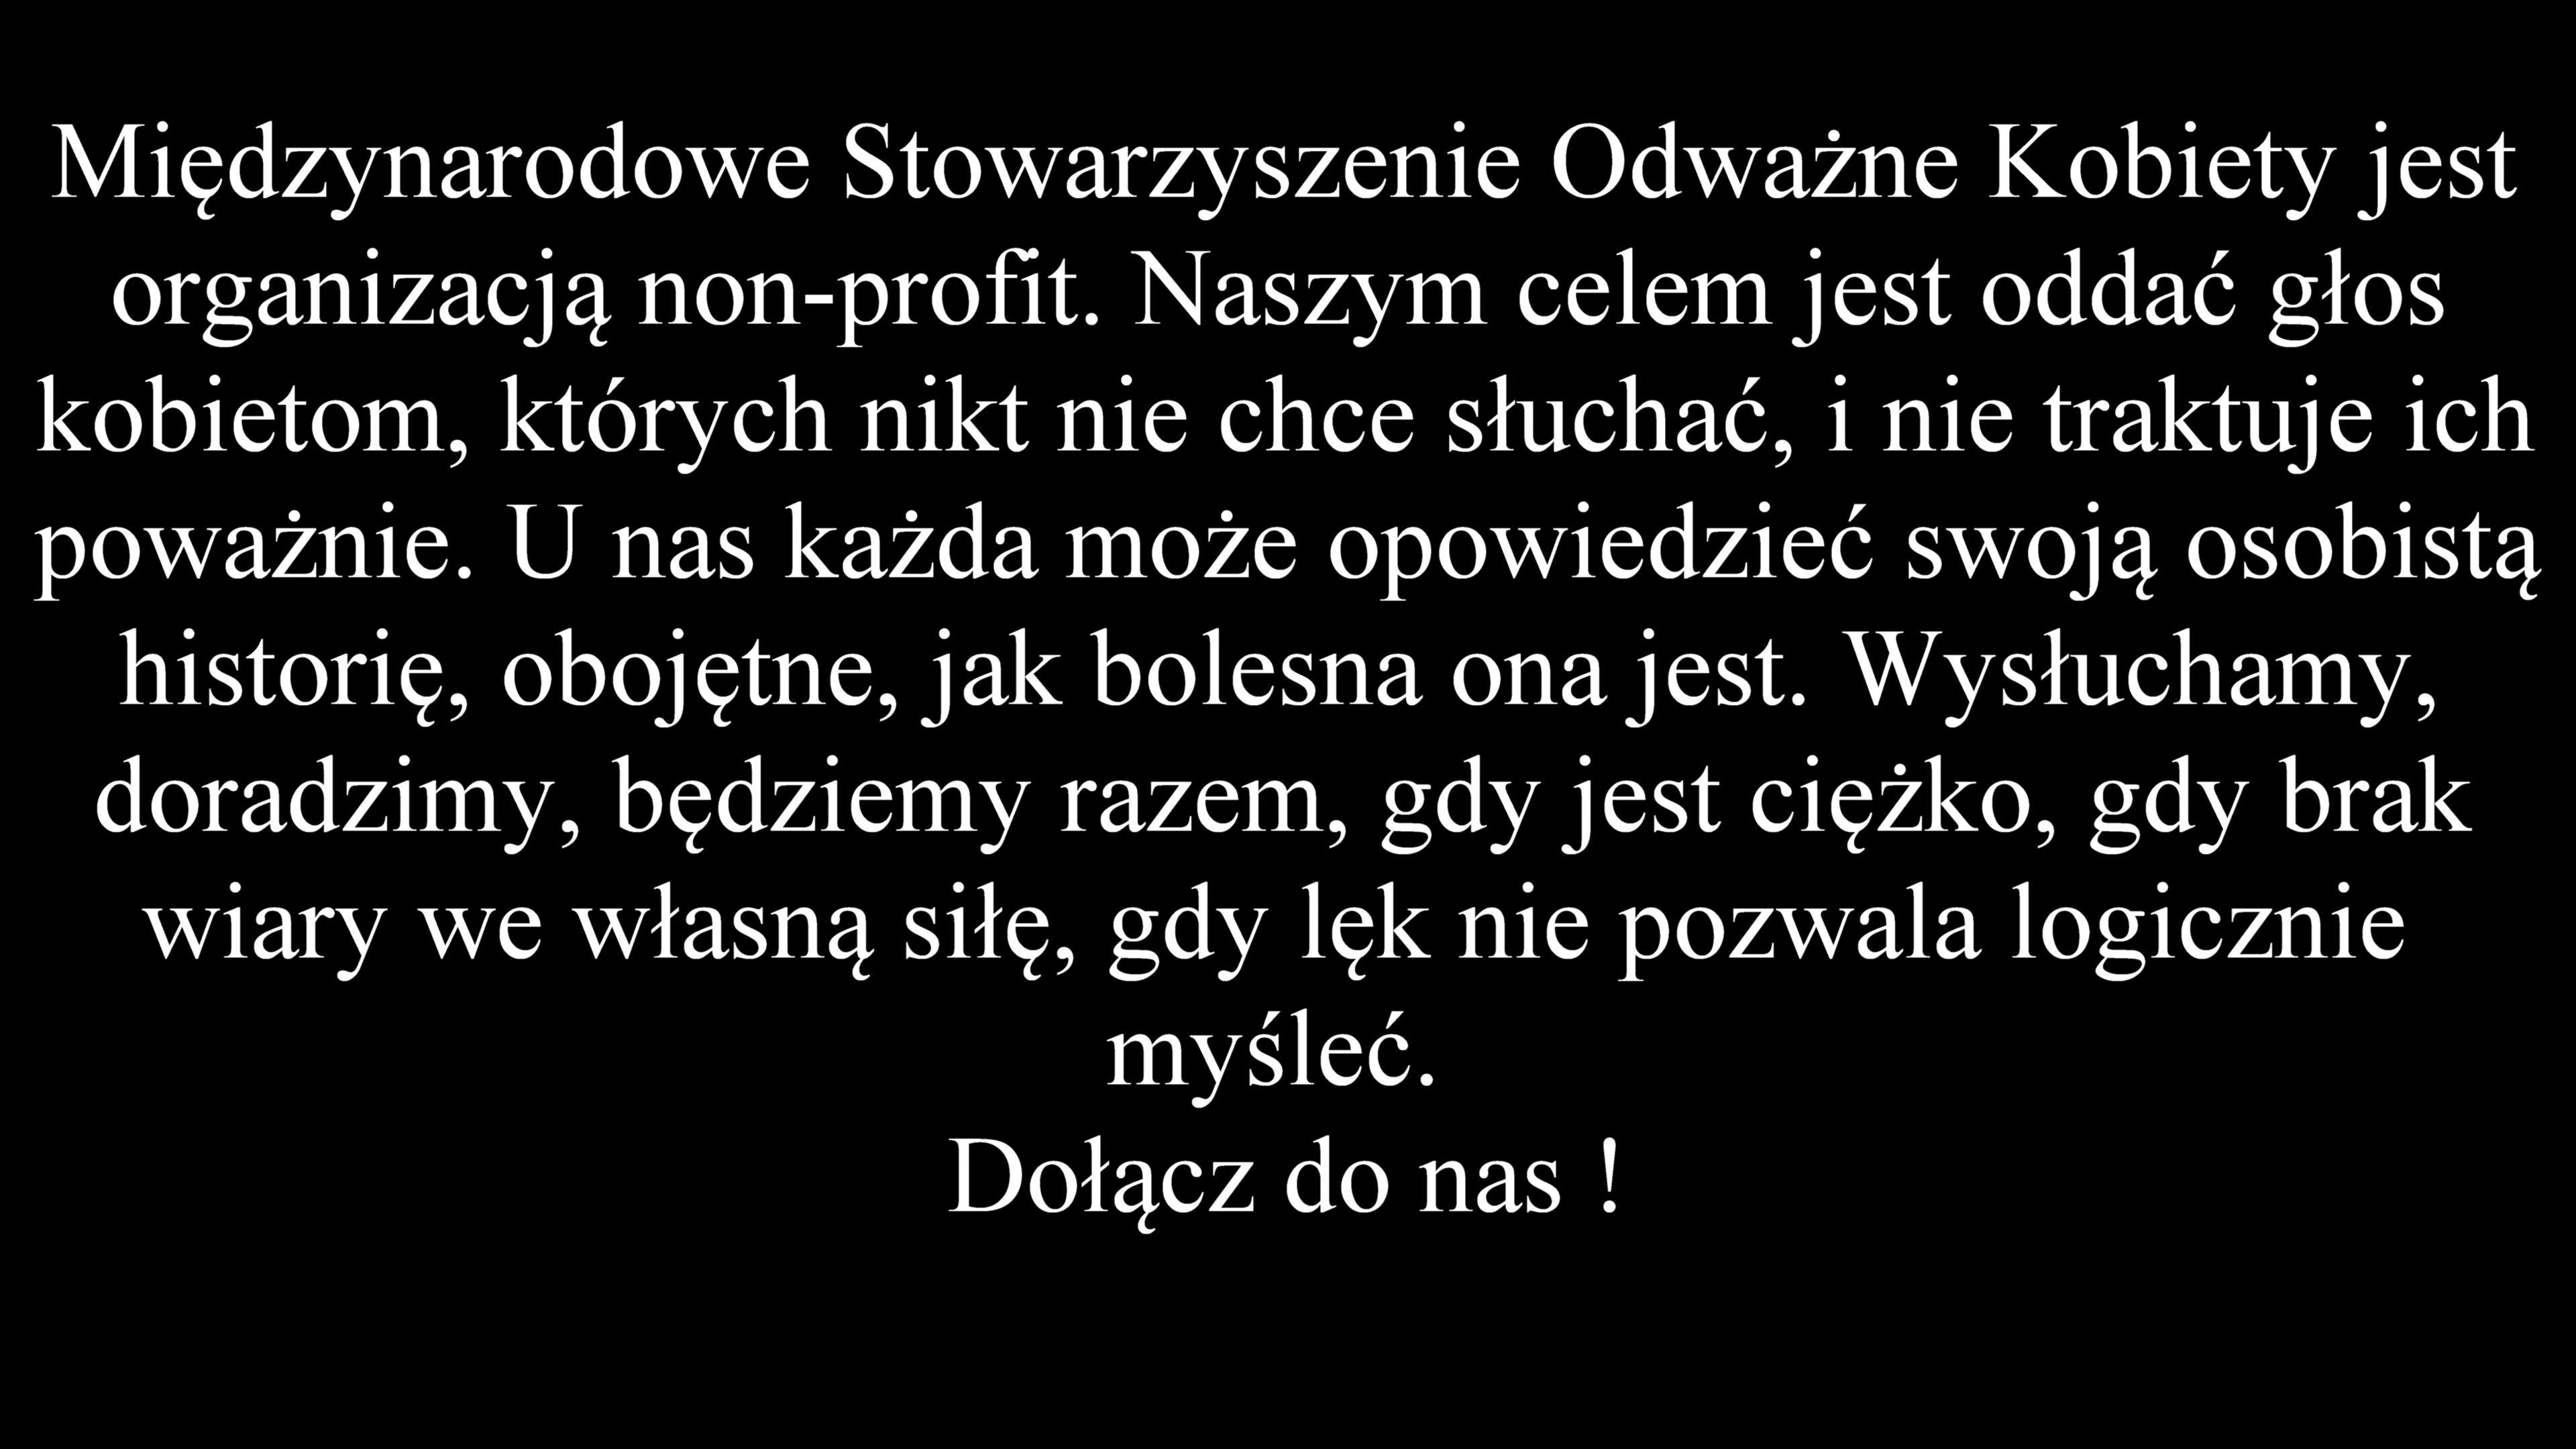 Międzynarodowe Stowarzyszenie Odważne Kobiety jest
organizacją non-profit. Naszym celem jest oddać głos
kobietom, których nikt nie chce słuchać, i nie traktuje ich
poważnie. U nas każda może opowiedzieć swoją osobistą
historię, obojętne, jak bolesna ona jest. Wysłuchamy,
doradzimy, będziemy razem, gdy jest ciężko, gdy brak
wiary we własną siłę, gdy lęk nie pozwala logicznie
myśleć.
Dołącz do nas !